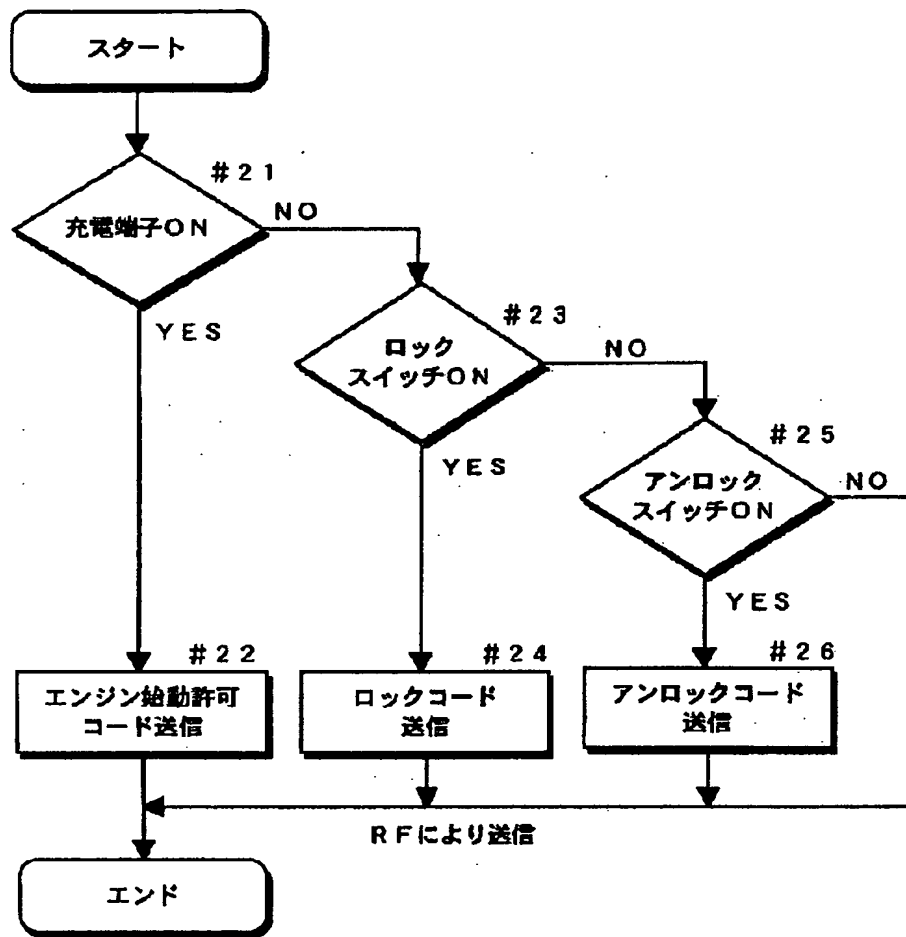 スタート
#21
充電端子ON
NO
YES
#23
ロック
スイッチON
NO
YES
#25
アンロック
スイッチON
NO
YES
#22
エンジン始動許可
コード送信
#24
ロックコード
送信
#26
アンロックコード
送信
RFにより送信
エンド